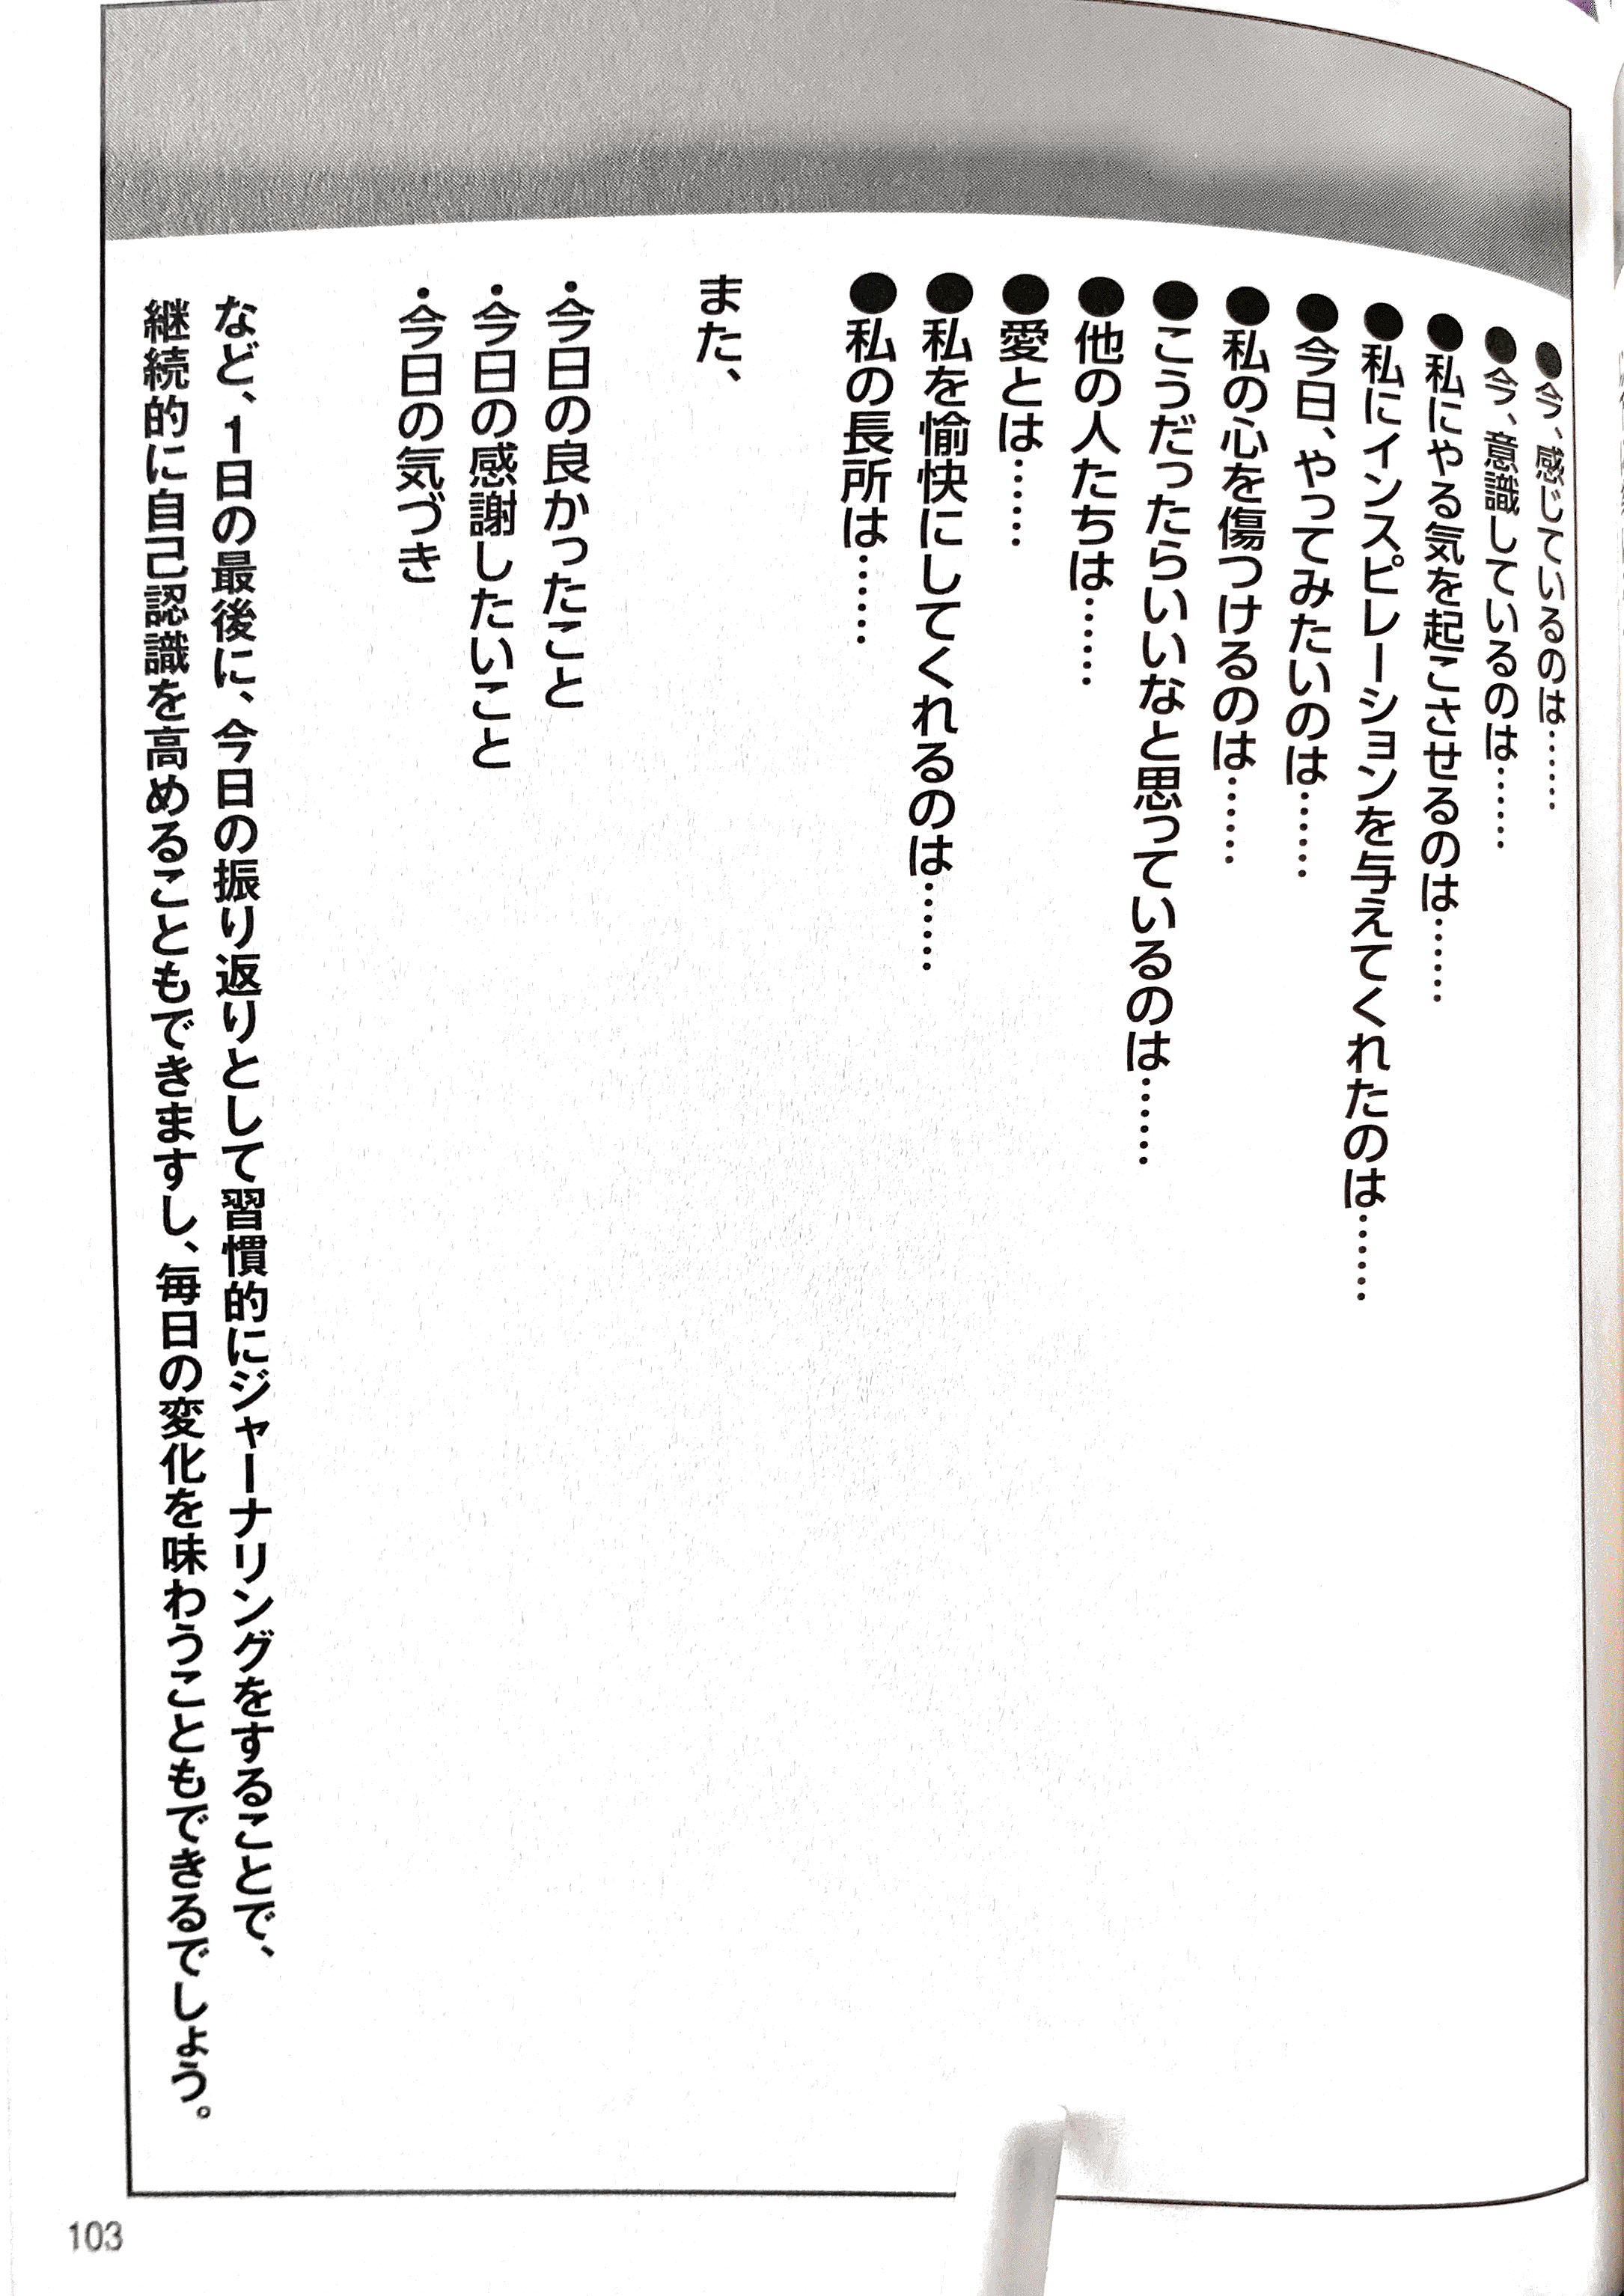 ●今、感じているのは……
●今、意識しているのは……
●私にやる気を起こさせるのは……
●私にインスピレーションを与えてくれたのは……
●今日、やってみたいのは……
●私の心を傷つけるのは……
●こうだったらいいなと思っているのは……
●他の人たちは……
●愛とは……
●私を愉快にしてくれるのは……
●私の長所は……
また、
・今日の良かったこと
・今日の感謝したいこと
・今日の気づき
など、1日の最後に、今日の振り返りとして習慣的にジャーナリングをすることで、
継続的に自己認識を高めることもできますし、毎日の変化を味わうこともできるでしょう。
103